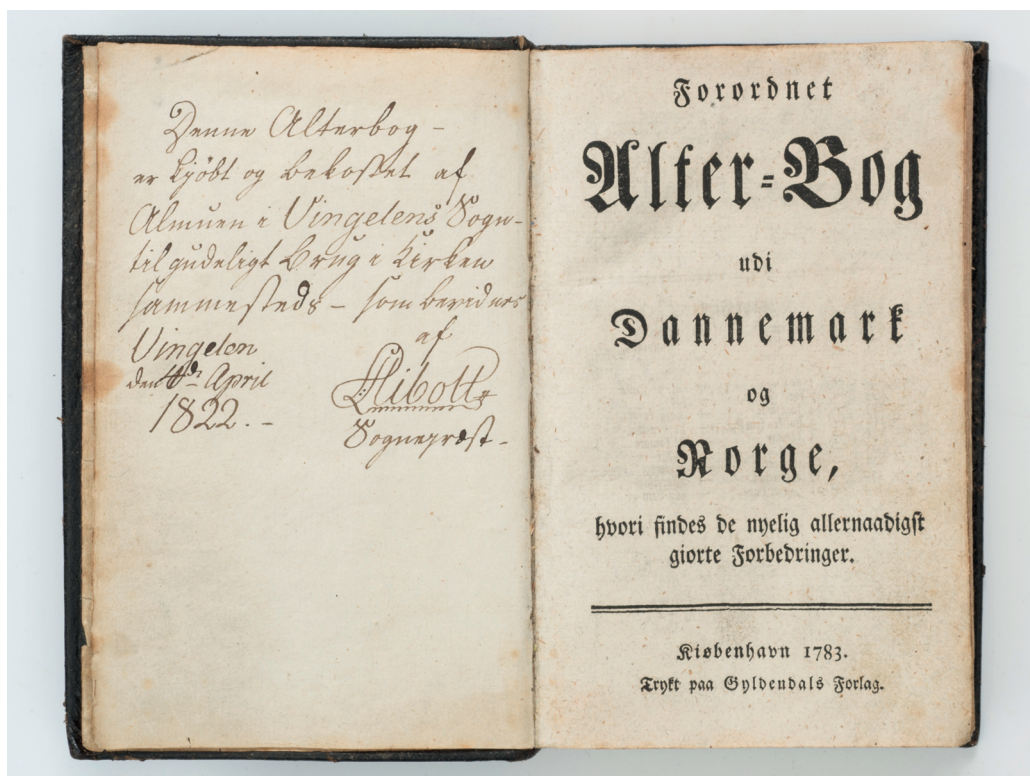 Denne Alterbog –
er kjöbt og bekostet af
Almuen i Vingelens Sogn –
til gudeligt Brug i Kirken
sammesteds – som bevidnes
af
Vingelen
den 4de April
1822. –
Sognepræst –
Forordnet
Alter-Bog
udi
Dannemark
og
Norge,
hvori findes de nyelig allernaadigst
giorte Forbedringer.
Kiøbenhavn 1783.
Trykt paa Gyldendals Forlag.